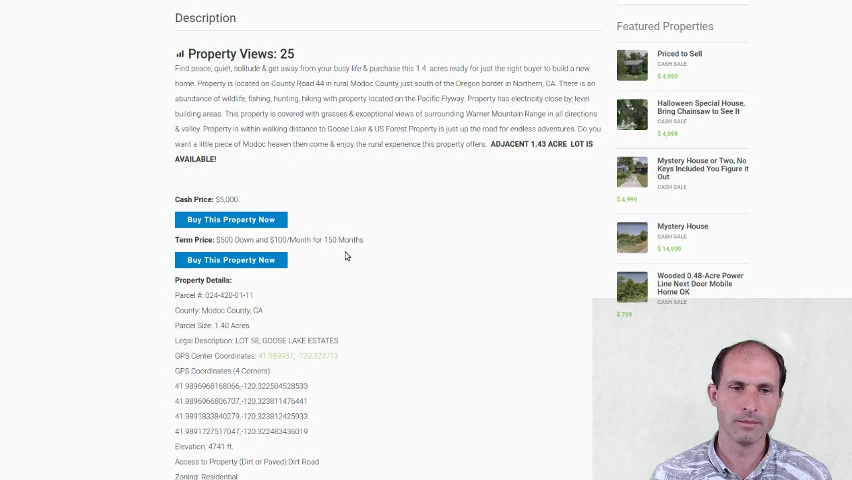 Description
Property Views: 25
Find peace, quiet, solitude & get away from your busy life & purchase this 1.4 acres ready for just the right buyer to build a new
home. Property is located on County Road 44 in rural Modoc County just south of the Oregon border in Northern, CA. There is an
abundance of wildlife, fishing, hunting, hiking with property located on the Pacific Flyway. Property has electricity close by, level
building areas. This property is covered with grasses & exceptional views of surrounding Warner Mountain Range in all directions
& valley. Property is within walking distance to Goose Lake & US Forest Property is just up the road for endless adventures. Do you
want a little piece of Modoc heaven then come & enjoy the rural experience this property offers. ADJACENT 1.43 ACRE LOT IS
AVAILABLE!
Cash Price: $5,000
Buy This Property Now
Term Price: $500 Down and $100/Month for 150 Months
Buy This Property Now
Property Details:
Parcel #: 024-420-01-11
County: Modoc County, CA
Parcel Size: 1.40 Acres
Legal Description: LOT 58, GOOSE LAKE ESTATES
GPS Center Coordinates: 41.989937, -120.323713
GPS Coordinates (4 Corners):
41.9896968168066,-120.322504528533
41.9896966806707,-120.323811476441
41.9891833840279,-120.323812425933
41.9891727517047,-120.322483436019
Elevation: 4741 ft.
Access to Property (Dirt or Paved):Dirt Road
Zoning: Residential.
Featured Properties
Priced to Sell
CASH SALE
$ 4,999
Halloween Special House,
Bring Chainsaw to See It
CASH SALE
$ 4,999
Mystery House or Two, No
Keys Included You Figure it
Out
CASH SALE
$ 4,999
Mystery House
CASH SALE
$ 14,999
Wooded 0.48-Acre Power
Line Next Door Mobile
Home OK
CASH SALE
$ 799